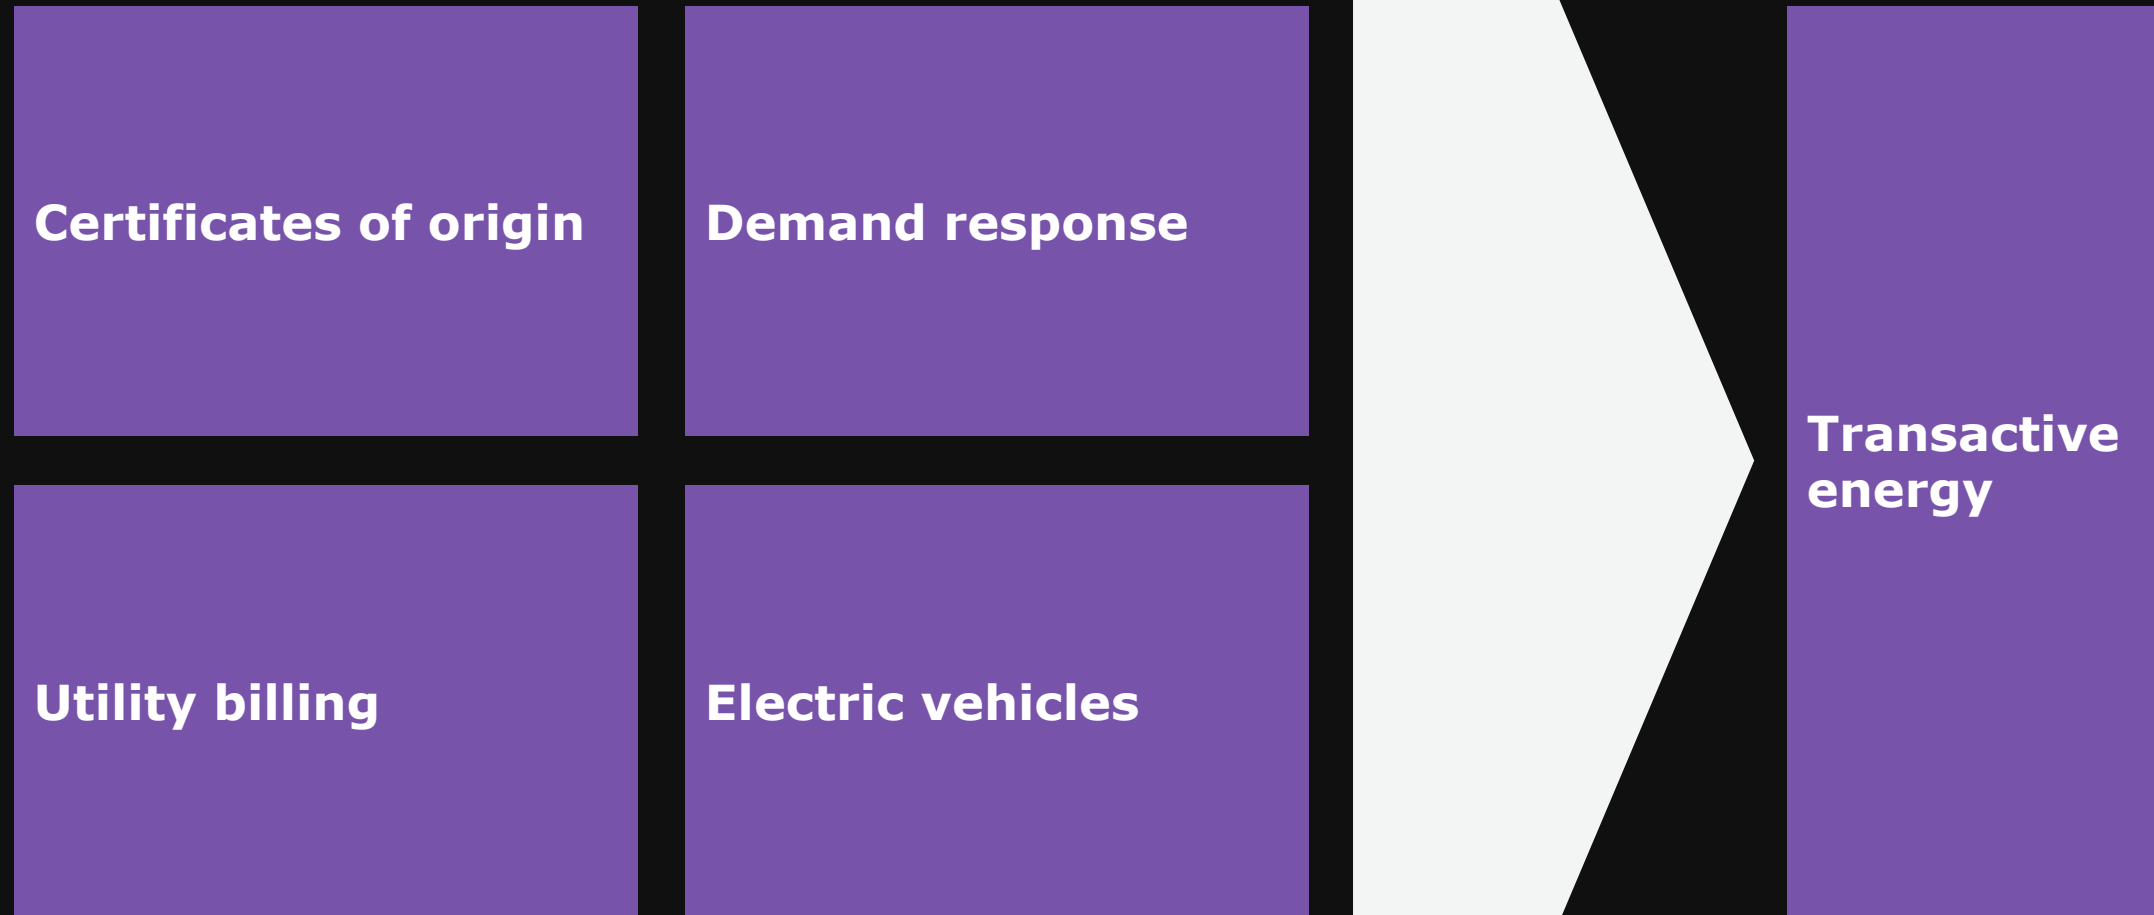 Certificates of origin
Demand response
Utility billing
Electric vehicles
Transactive
energy